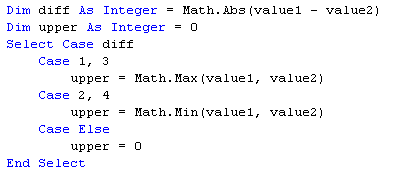 Dim diff As Integer = Math.Abs(value1 - value2)
Dim upper As Integer = 0
Select Case diff
    Case 1, 3
        upper = Math.Max(value1, value2)
    Case 2, 4
        upper = Math.Min(value1, value2)
    Case Else
        upper = 0
End Select